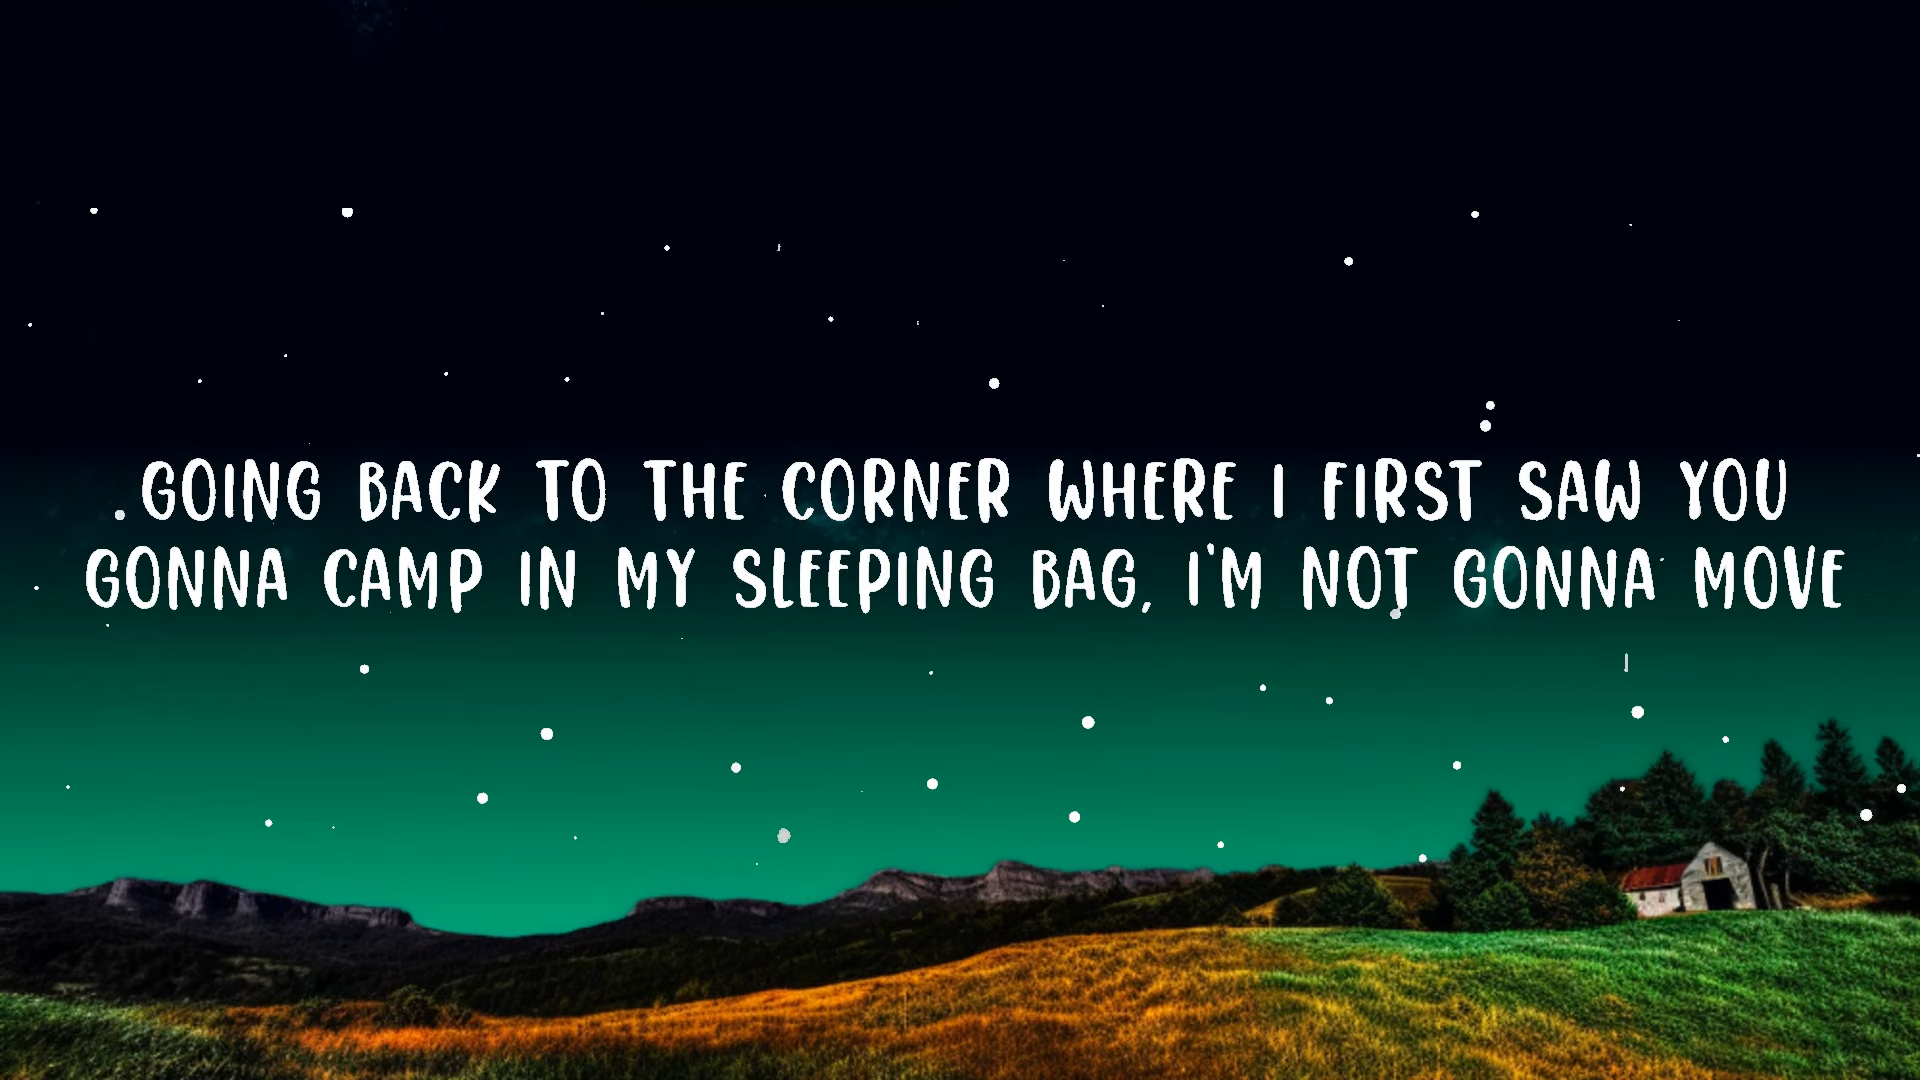 GOING BACK TO THE CORNER WHERE I FIRST SAW YOU
GONNA CAMP IN MY SLEEPING BAG, I'M NOT GONNA MOVE